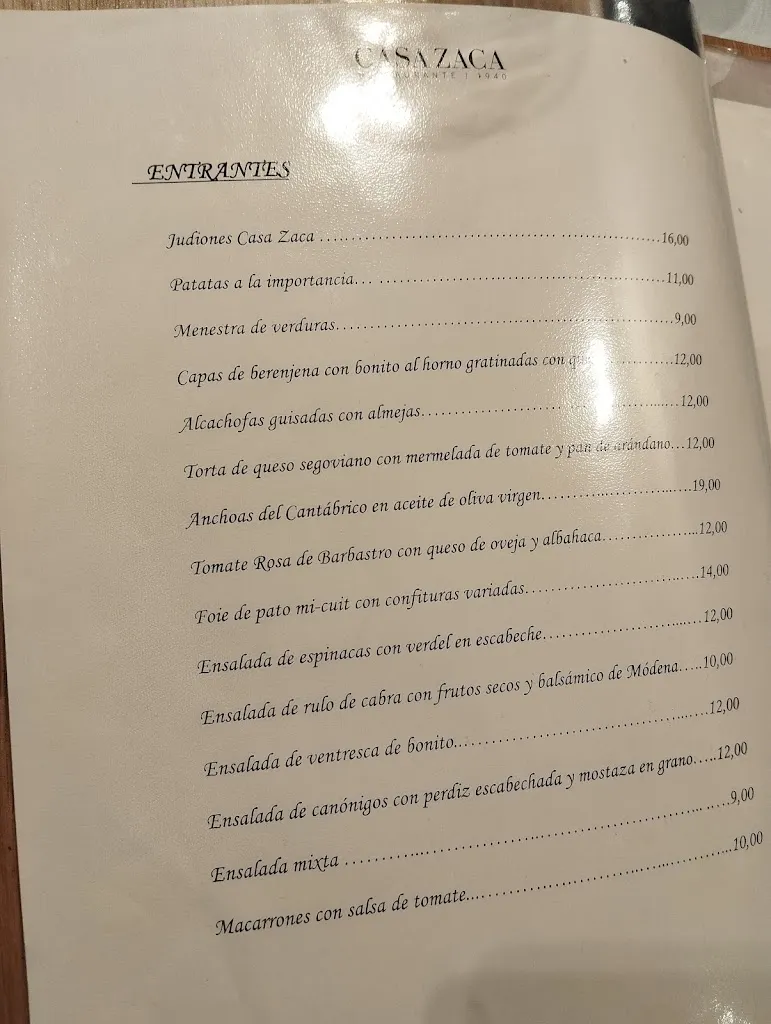 CASA ZACA
RESTAURANTE | 1940
ENTRANTES
Judiones Casa Zaca 16,00
Patatas a la importancia 11,00
Menestra de verduras 9,00
Capas de berenjena con bonito al horno gratinadas con 12,00
Alcachofas guisadas con almejas 12,00
Torta de queso segoviano con mermelada de tomate y pan de arándano 12,00
Anchoas del Cantábrico en aceite de oliva virgen 19,00
Tomate Rosa de Barbastro con queso de oveja y albahaca 12,00
Foie de pato mi-cuit con confituras variadas 14,00
Ensalada de espinacas con verdel en escabeche 12,00
Ensalada de rulo de cabra con frutos secos y balsámico de Módena 10,00
Ensalada de ventresca de bonito 12,00
Ensalada de canónigos con perdiz escabechada y mostaza en grano 12,00
Ensalada mixta 9,00
Macarrones con salsa de tomate 10,00